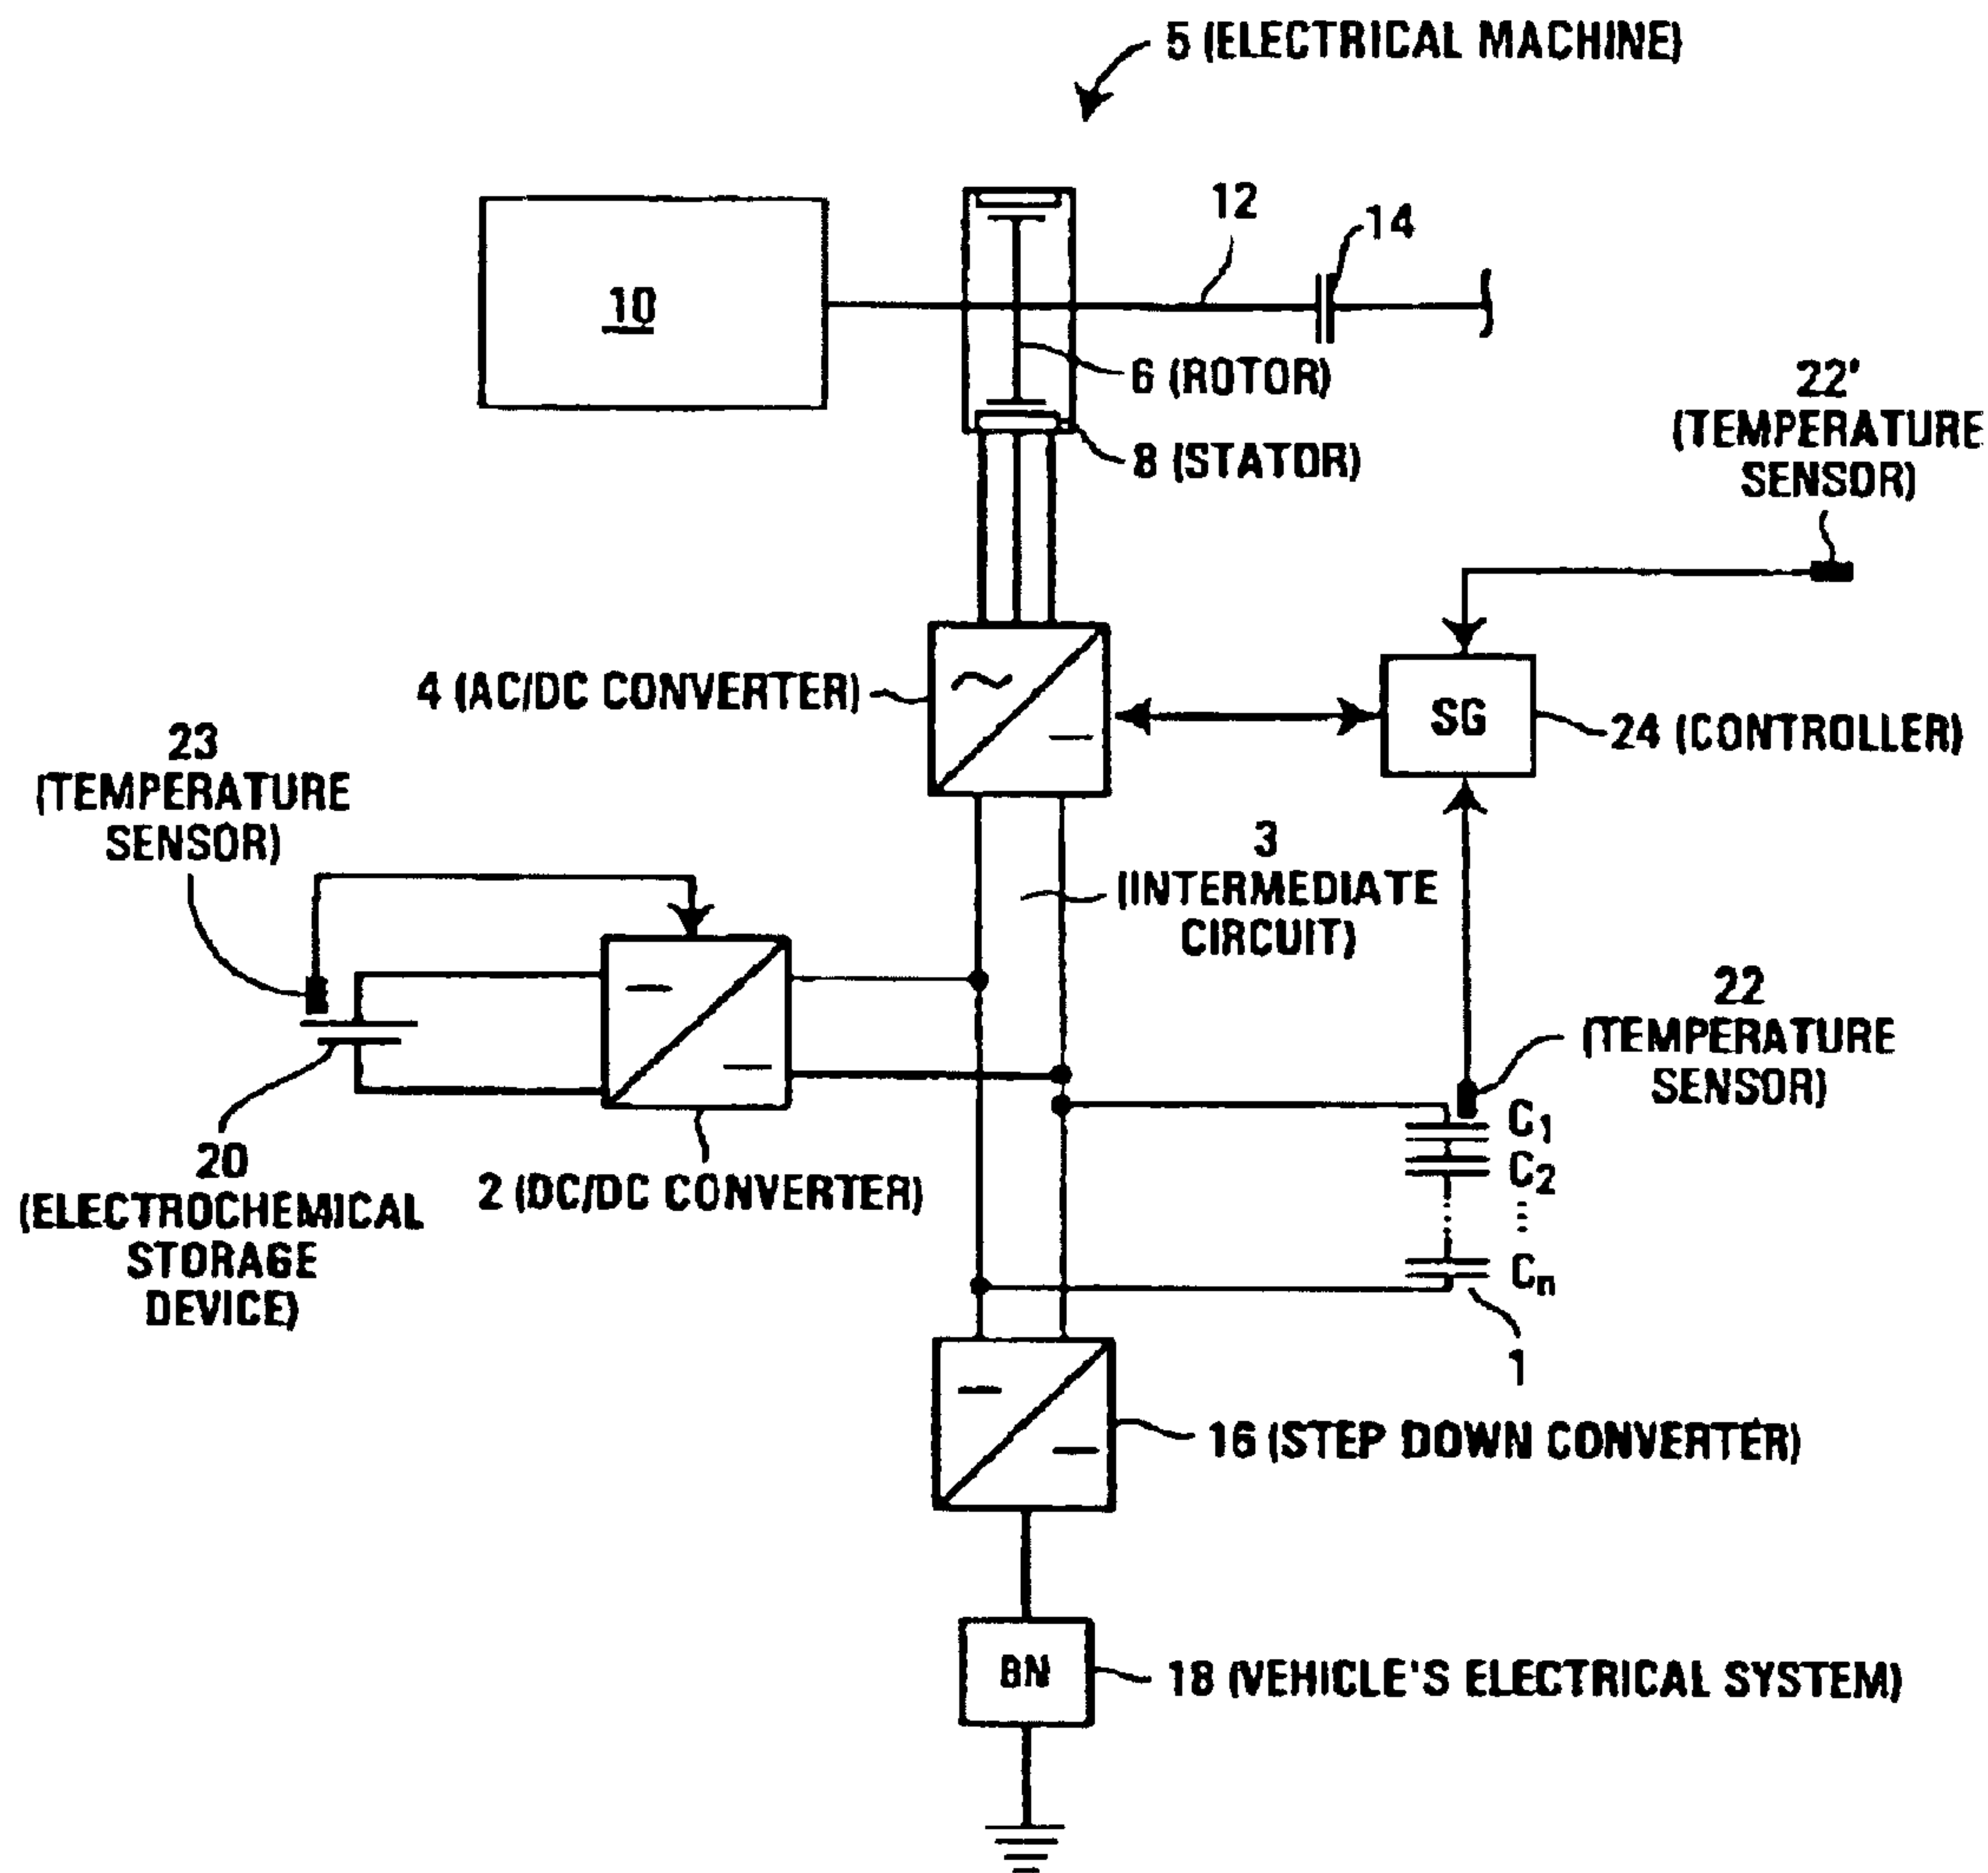 5 (ELECTRICAL MACHINE)
12
14
10
6 (ROTOR)
22'
(TEMPERATURE
SENSOR)
8 (STATOR)
4 (AC/DC CONVERTER)
SG
24 (CONTROLLER)
23
(TEMPERATURE
SENSOR)
3
(INTERMEDIATE
CIRCUIT)
22
(TEMPERATURE
SENSOR)
C1
C2
20
(ELECTROCHEMICAL
STORAGE
DEVICE)
2 (DC/DC CONVERTER)
Cn
1
16 (STEP DOWN CONVERTER)
BN
18 (VEHICLE'S ELECTRICAL SYSTEM)